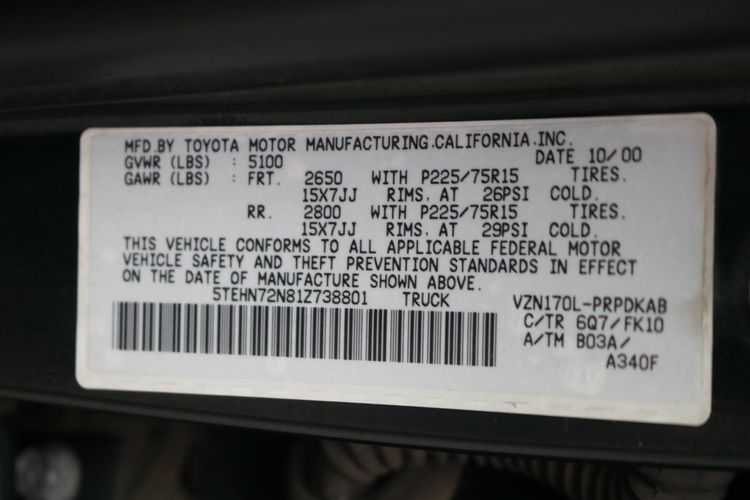 MFD.BY TOYOTA MOTOR MANUFACTURING.CALIFORNIA.INC.
GVWR (LBS) : 5100 DATE 10/00
GAWR (LBS) : FRT. 2650 WITH P225/75R15 TIRES.
15X7JJ RIMS. AT 26PSI COLD.
RR. 2800 WITH P225/75R15 TIRES.
15X7JJ RIMS. AT 29PSI COLD.
THIS VEHICLE CONFORMS TO ALL APPLICABLE FEDERAL MOTOR
VEHICLE SAFETY AND THEFT PREVENTION STANDARDS IN EFFECT
ON THE DATE OF MANUFACTURE SHOWN ABOVE.
5TEHN72N81Z738801 TRUCK VZN170L-PRPDKAB
C/TR 6Q7/FK10
A/TM B03A/
A340F